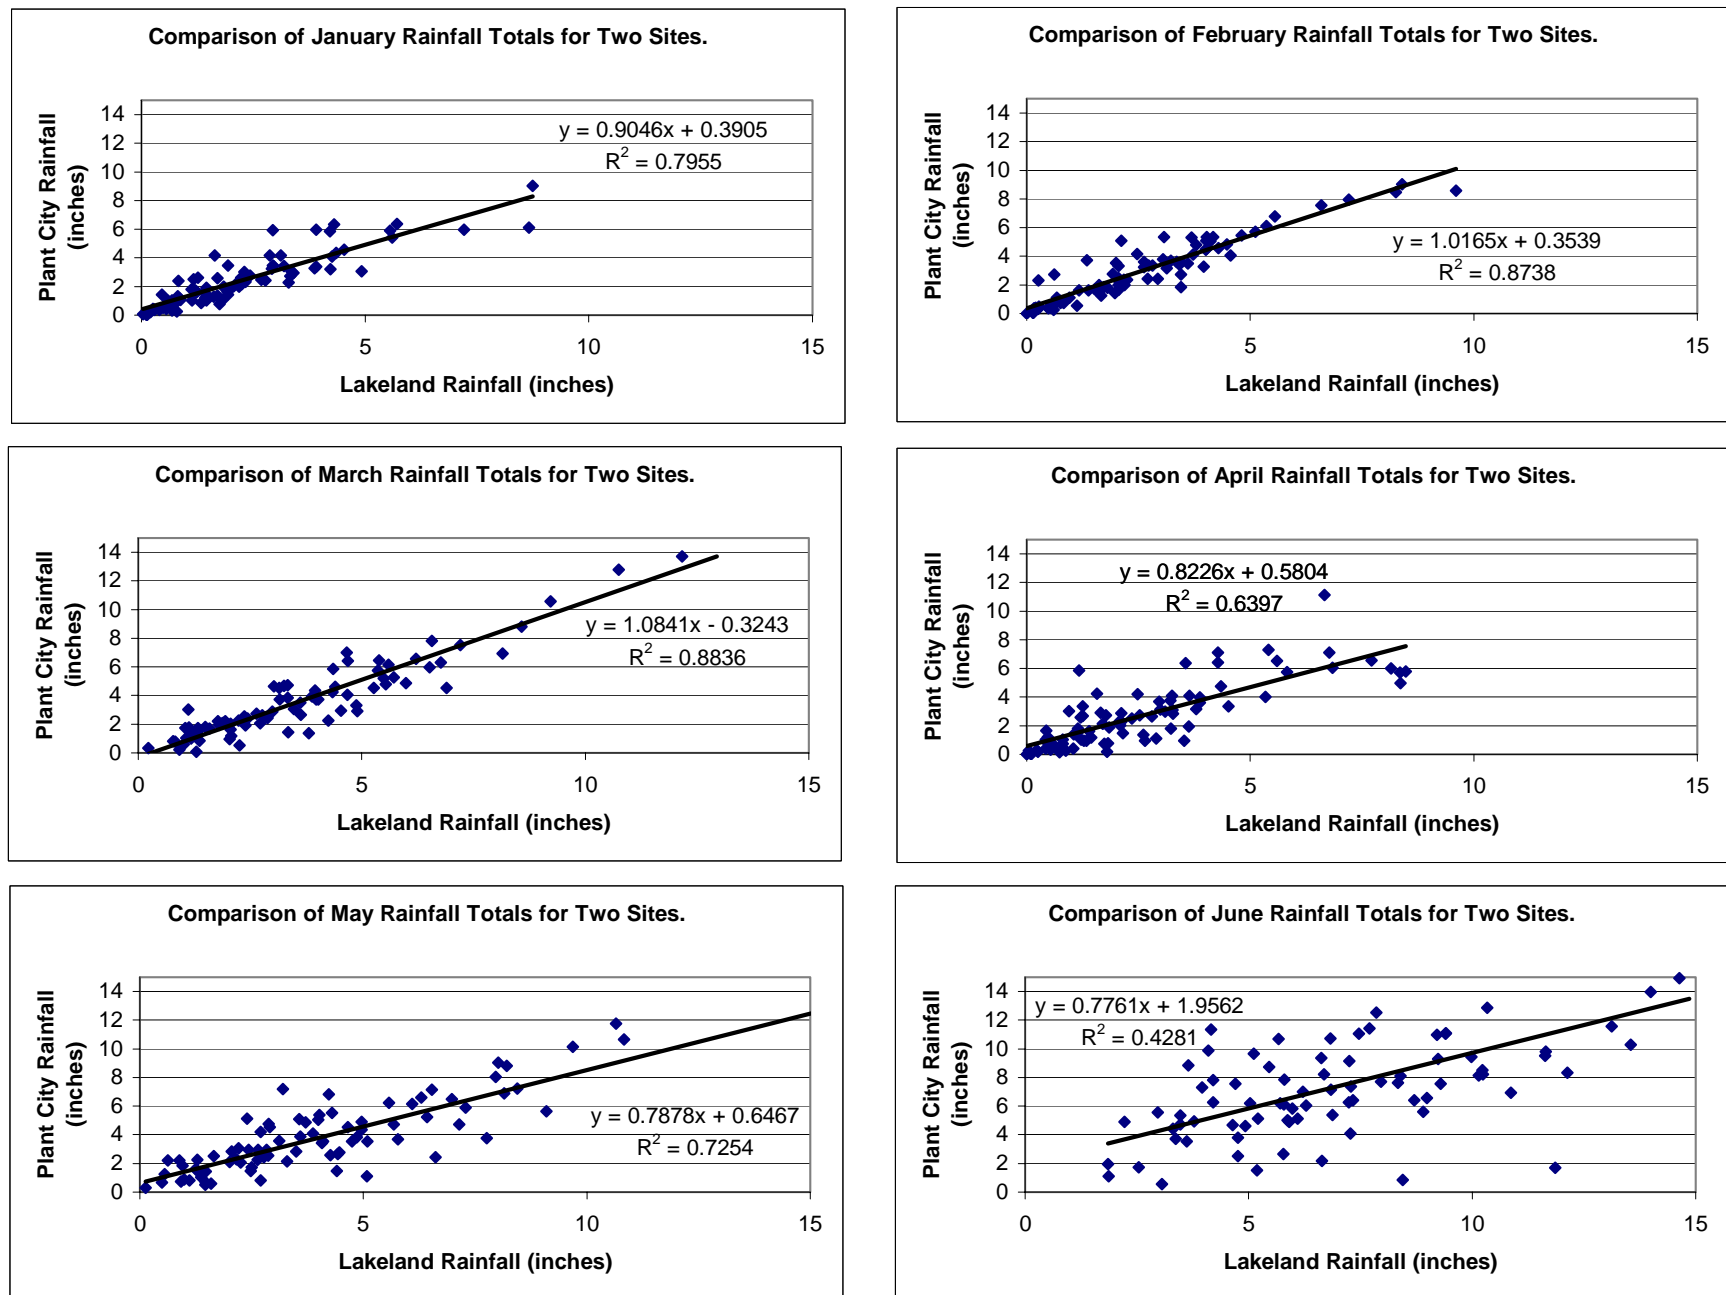 Comparison of January Rainfall Totals for Two Sites.
Plant City Rainfall
(inches)
14
12
10
8
6
4
2
0
y = 0.9046x + 0.3905
R² = 0.7955
0 5 10 15
Lakeland Rainfall (inches)
Comparison of February Rainfall Totals for Two Sites.
Plant City Rainfall
(inches)
14
12
10
8
6
4
2
0
y = 1.0165x + 0.3539
R² = 0.8738
0 5 10 15
Lakeland Rainfall (inches)
Comparison of March Rainfall Totals for Two Sites.
Plant City Rainfall
(inches)
14
12
10
8
6
4
2
0
y = 1.0841x - 0.3243
R² = 0.8836
0 5 10 15
Lakeland Rainfall (inches)
Comparison of April Rainfall Totals for Two Sites.
Plant City Rainfall
(inches)
14
12
10
8
6
4
2
0
y = 0.8226x + 0.5804
R² = 0.6397
0 5 10 15
Lakeland Rainfall (inches)
Comparison of May Rainfall Totals for Two Sites.
Plant City Rainfall
(inches)
14
12
10
8
6
4
2
0
y = 0.7878x + 0.6467
R² = 0.7254
0 5 10 15
Lakeland Rainfall (inches)
Comparison of June Rainfall Totals for Two Sites.
Plant City Rainfall
(inches)
14
12
10
8
6
4
2
0
y = 0.7761x + 1.9562
R² = 0.4281
0 5 10 15
Lakeland Rainfall (inches)